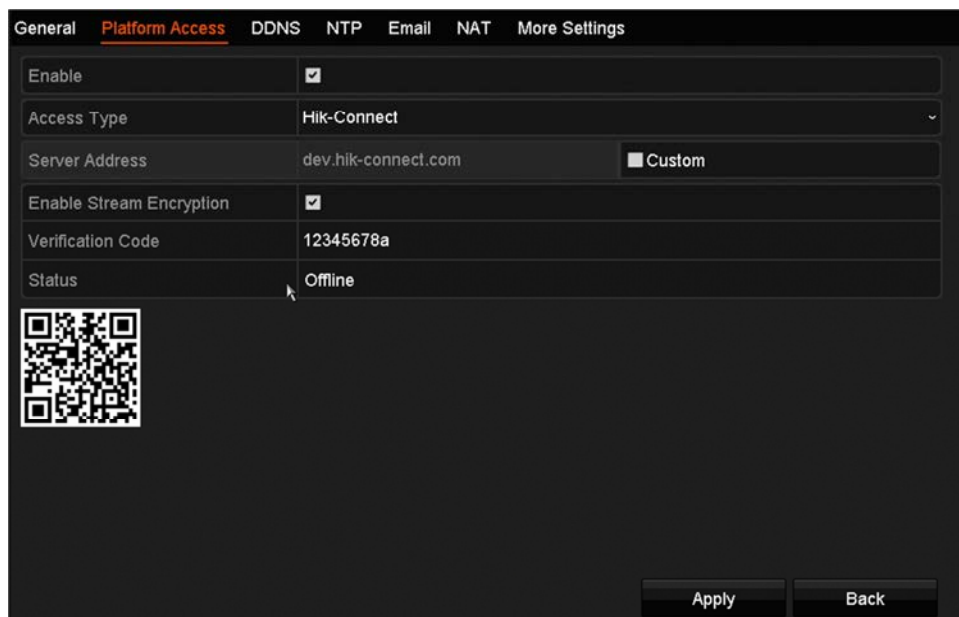 General Platform Access DDNS NTP Email NAT More Settings
Enable
Access Type Hik-Connect
Server Address dev.hik-connect.com Custom
Enable Stream Encryption
Verification Code 12345678a
Status Offline
Apply Back